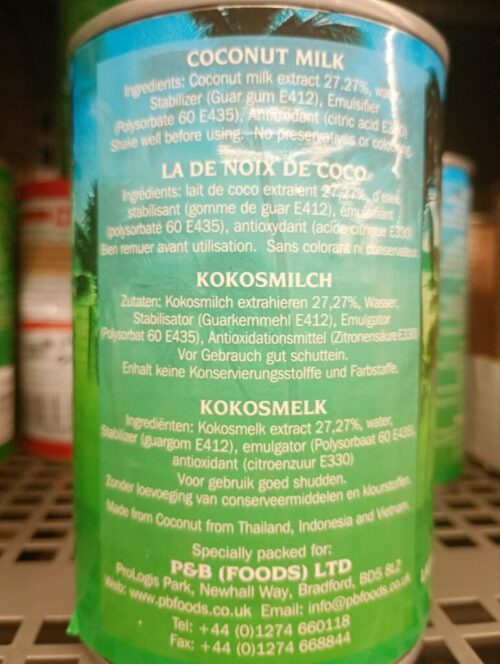 COCONUT MILK
Ingredients: Coconut milk extract 27.27%, water,
Stabilizer (Guar gum E412), Emulsifier
(Polysorbate 60 E435), Antioxidant (citric acid E330)
Shake well before using. No preservatives or colouring.
LA DE NOIX DE COCO
Ingrédients: lait de coco extraient 27.27%, d'eau,
stabilisant (gomme de guar E412), émulsifiant
(polysorbate 60 E435), antioxydant (acide citrique E330)
Bien remuer avant utilisation. Sans colorant ni conservateur.
KOKOSMILCH
Zutaten: Kokosmilch extrahieren 27,27%, Wasser,
Stabilisator (Guarkernmehl E412), Emulgator
(Polysorbat 60 E435), Antioxidationsmittel (Zitronensäure E330)
Vor Gebrauch gut schuttein.
Enhalt keine Konservierungsstolffe und Farbstaffe.
KOKOSMELK
Ingrediënten: Kokosmelk extract 27,27%, water,
Stabilizer (guargom E412), emulgator (Polysorbaat 60 E435),
antioxidant (citroenzuur E330)
Voor gebruik goed shudden.
Zonder toevoeging van conserveermiddelen en klourstoffen.
Made from Coconut from Thailand, Indonesia and Vietnam.
Specially packed for:
P&B (FOODS) LTD
ProLogis Park, Newhall Way, Bradford, BD5 8LZ
Web: www.pbfoods.co.uk Email: info@pbfoods.co.uk
Tel: +44 (0)1274 660118
Fax: +44 (0)1274 668844